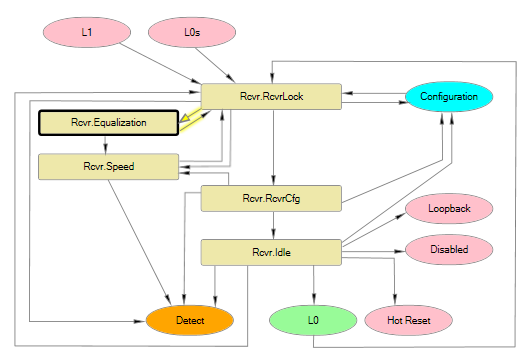 L1
L0s
Rcvr.RcvrLock
Configuration
Rcvr.Equalization
Rcvr.Speed
Rcvr.RcvrCfg
Loopback
Rcvr.Idle
Disabled
Detect
L0
Hot Reset